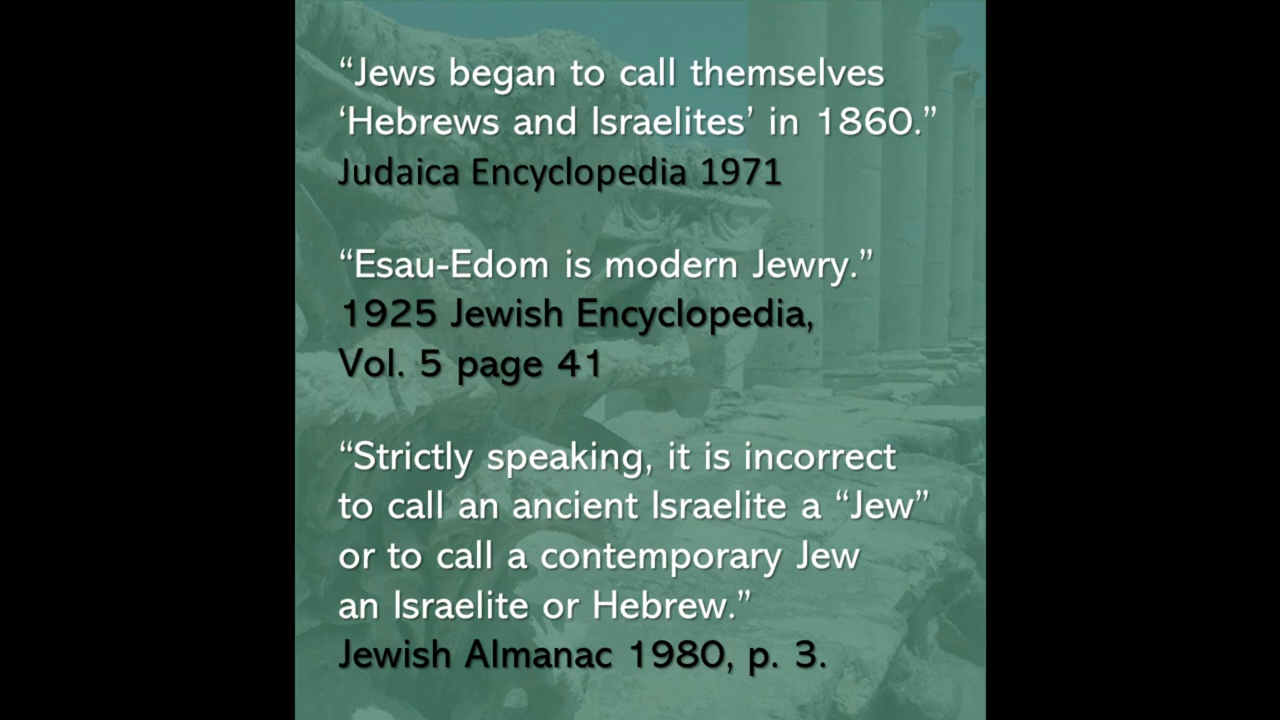 “Jews began to call themselves
‘Hebrews and Israelites’ in 1860.”
Judaica Encyclopedia 1971
“Esau-Edom is modern Jewry.”
1925 Jewish Encyclopedia,
Vol. 5 page 41
“Strictly speaking, it is incorrect
to call an ancient Israelite a “Jew”
or to call a contemporary Jew
an Israelite or Hebrew.”
Jewish Almanac 1980, p. 3.